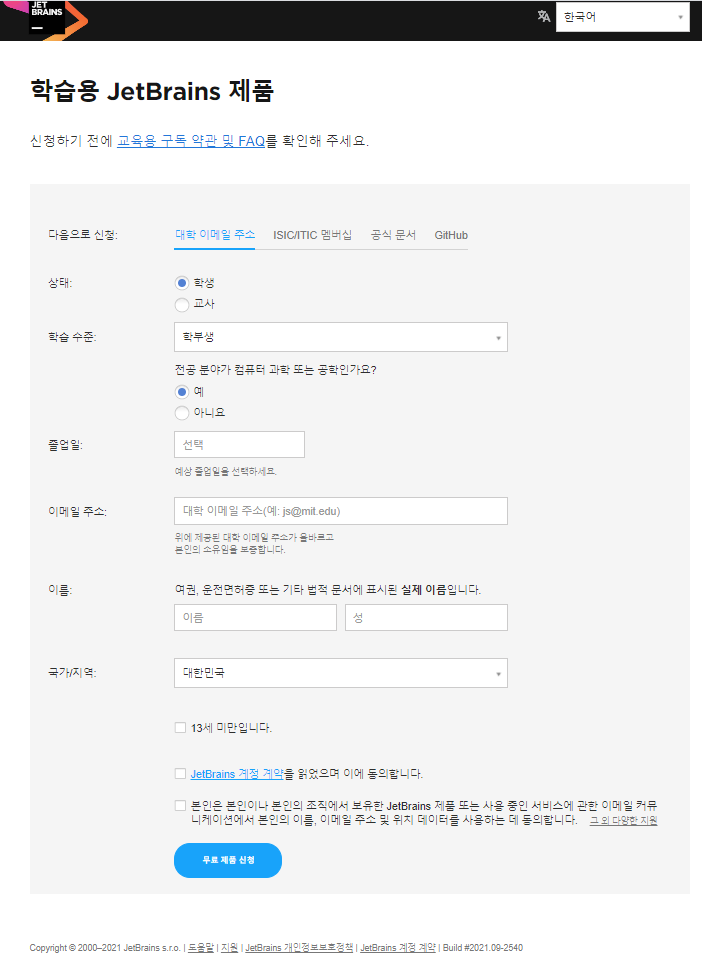 JET
BRAINS
한국어
학습용 JetBrains 제품
신청하기 전에 교육용 구독 약관 및 FAQ를 확인해 주세요.
다음으로 신청: 대학 이메일 주소 ISIC/ITIC 멤버십 공식 문서 GitHub
상태: 학생
교사
학습 수준: 학부생
전공 분야가 컴퓨터 과학 또는 공학인가요?
예
아니요
졸업일: 선택
예상 졸업일을 선택하세요.
이메일 주소: 대학 이메일 주소(예: js@mit.edu)
위에 제공된 대학 이메일 주소가 올바르고
본인의 소유임을 보증합니다.
이름: 여권, 운전면허증 또는 기타 법적 문서에 표시된 실제 이름입니다.
이름 성
국가/지역: 대한민국
13세 미만입니다.
JetBrains 계정 계약을 읽었으며 이에 동의합니다.
본인은 본인이나 본인의 조직에서 보유한 JetBrains 제품 또는 사용 중인 서비스에 관한 이메일 커뮤
니케이션에서 본인의 이름, 이메일 주소 및 위치 데이터를 사용하는 데 동의합니다. 그 외 다양한 지원
무료 제품 신청
Copyright © 2000–2021 JetBrains s.r.o. | 도움말 | 지원 | JetBrains 개인정보보호정책 | JetBrains 계정 계약 | Build #2021.09-2540